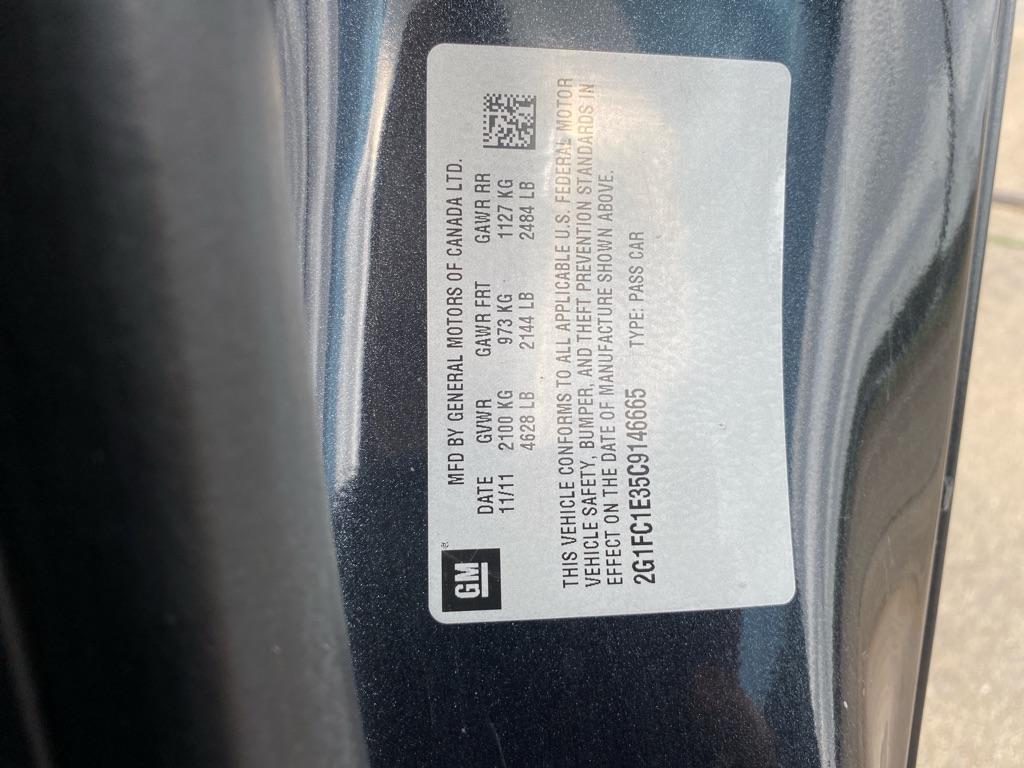 GM
MFD BY GENERAL MOTORS OF CANADA LTD.
DATE GVWR GAWR FRT GAWR RR
11/11 2100 KG 973 KG 1127 KG
4628 LB 2144 LB 2484 LB
THIS VEHICLE CONFORMS TO ALL APPLICABLE U.S. FEDERAL MOTOR
VEHICLE SAFETY, BUMPER, AND THEFT PREVENTION STANDARDS IN
EFFECT ON THE DATE OF MANUFACTURE SHOWN ABOVE.
2G1FC1E35C9146665 TYPE: PASS CAR